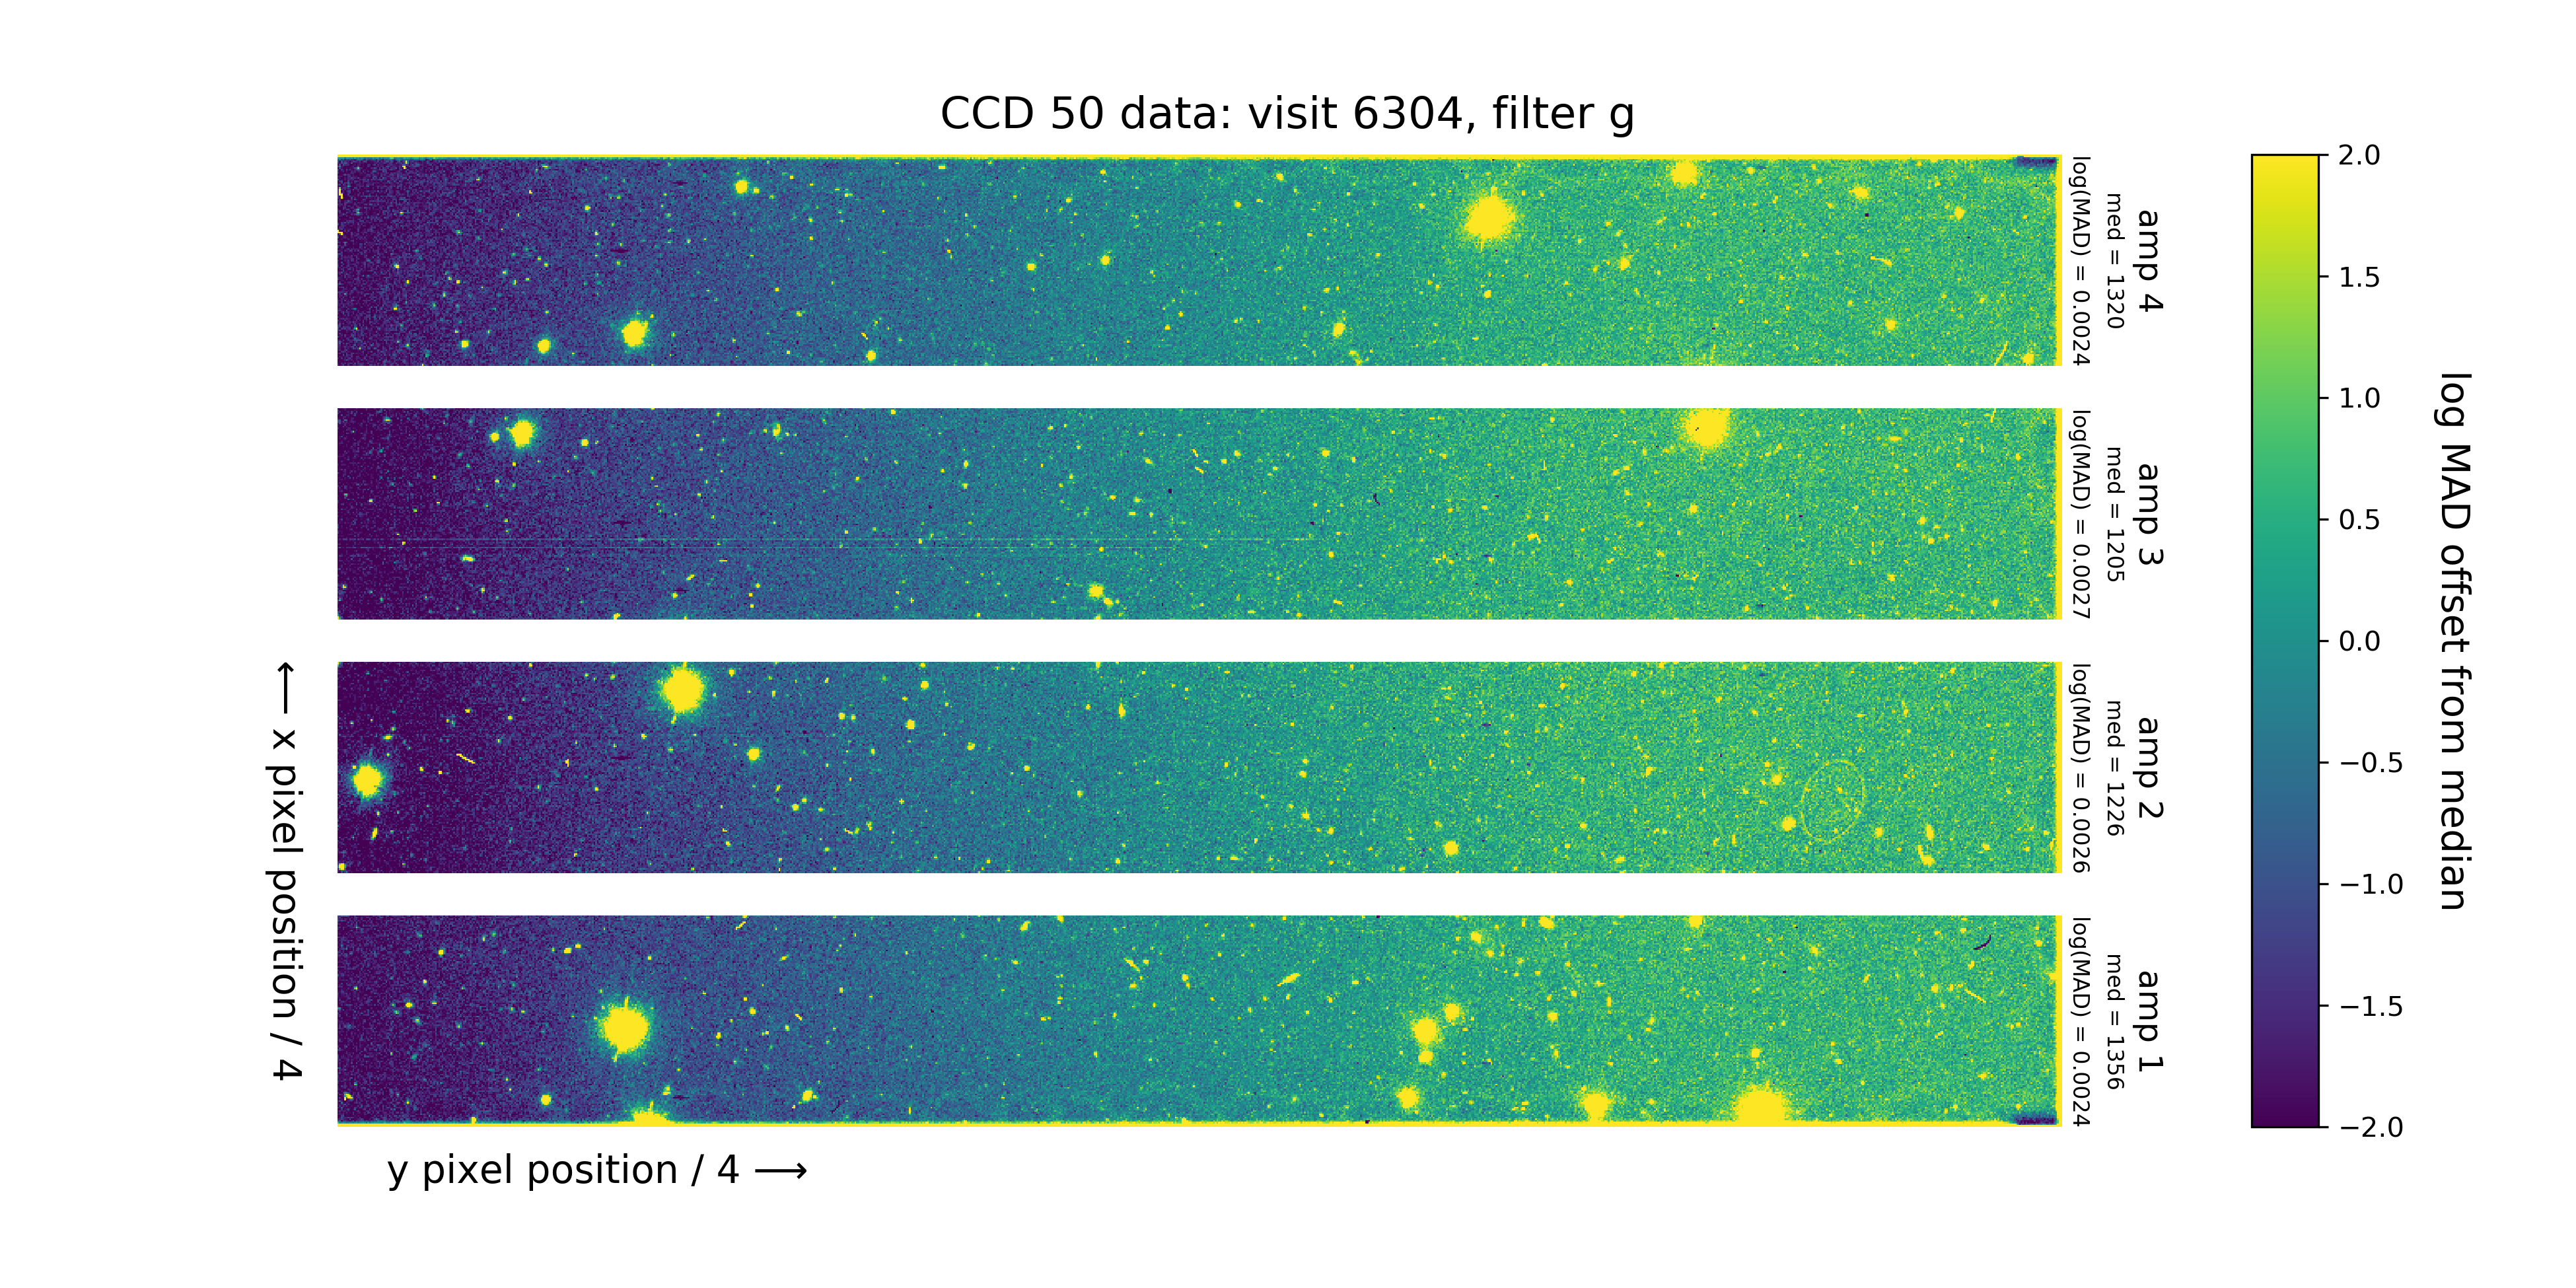 CCD 50 data: visit 6304, filter g
amp 4
med = 1320
log(MAD) = 0.0024
amp 3
med = 1205
log(MAD) = 0.0027
amp 2
med = 1226
log(MAD) = 0.0026
amp 1
med = 1356
log(MAD) = 0.0024
⟵ x pixel position / 4
y pixel position / 4 ⟶
2.0
1.5
1.0
0.5
0.0
−0.5
−1.0
−1.5
−2.0
log MAD offset from median